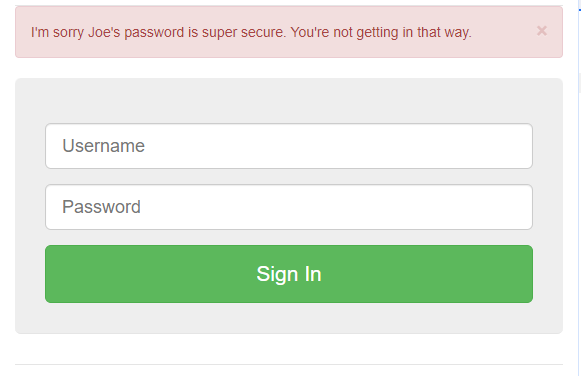 I'm sorry Joe's password is super secure. You're not getting in that way. ×
Username
Password
Sign In